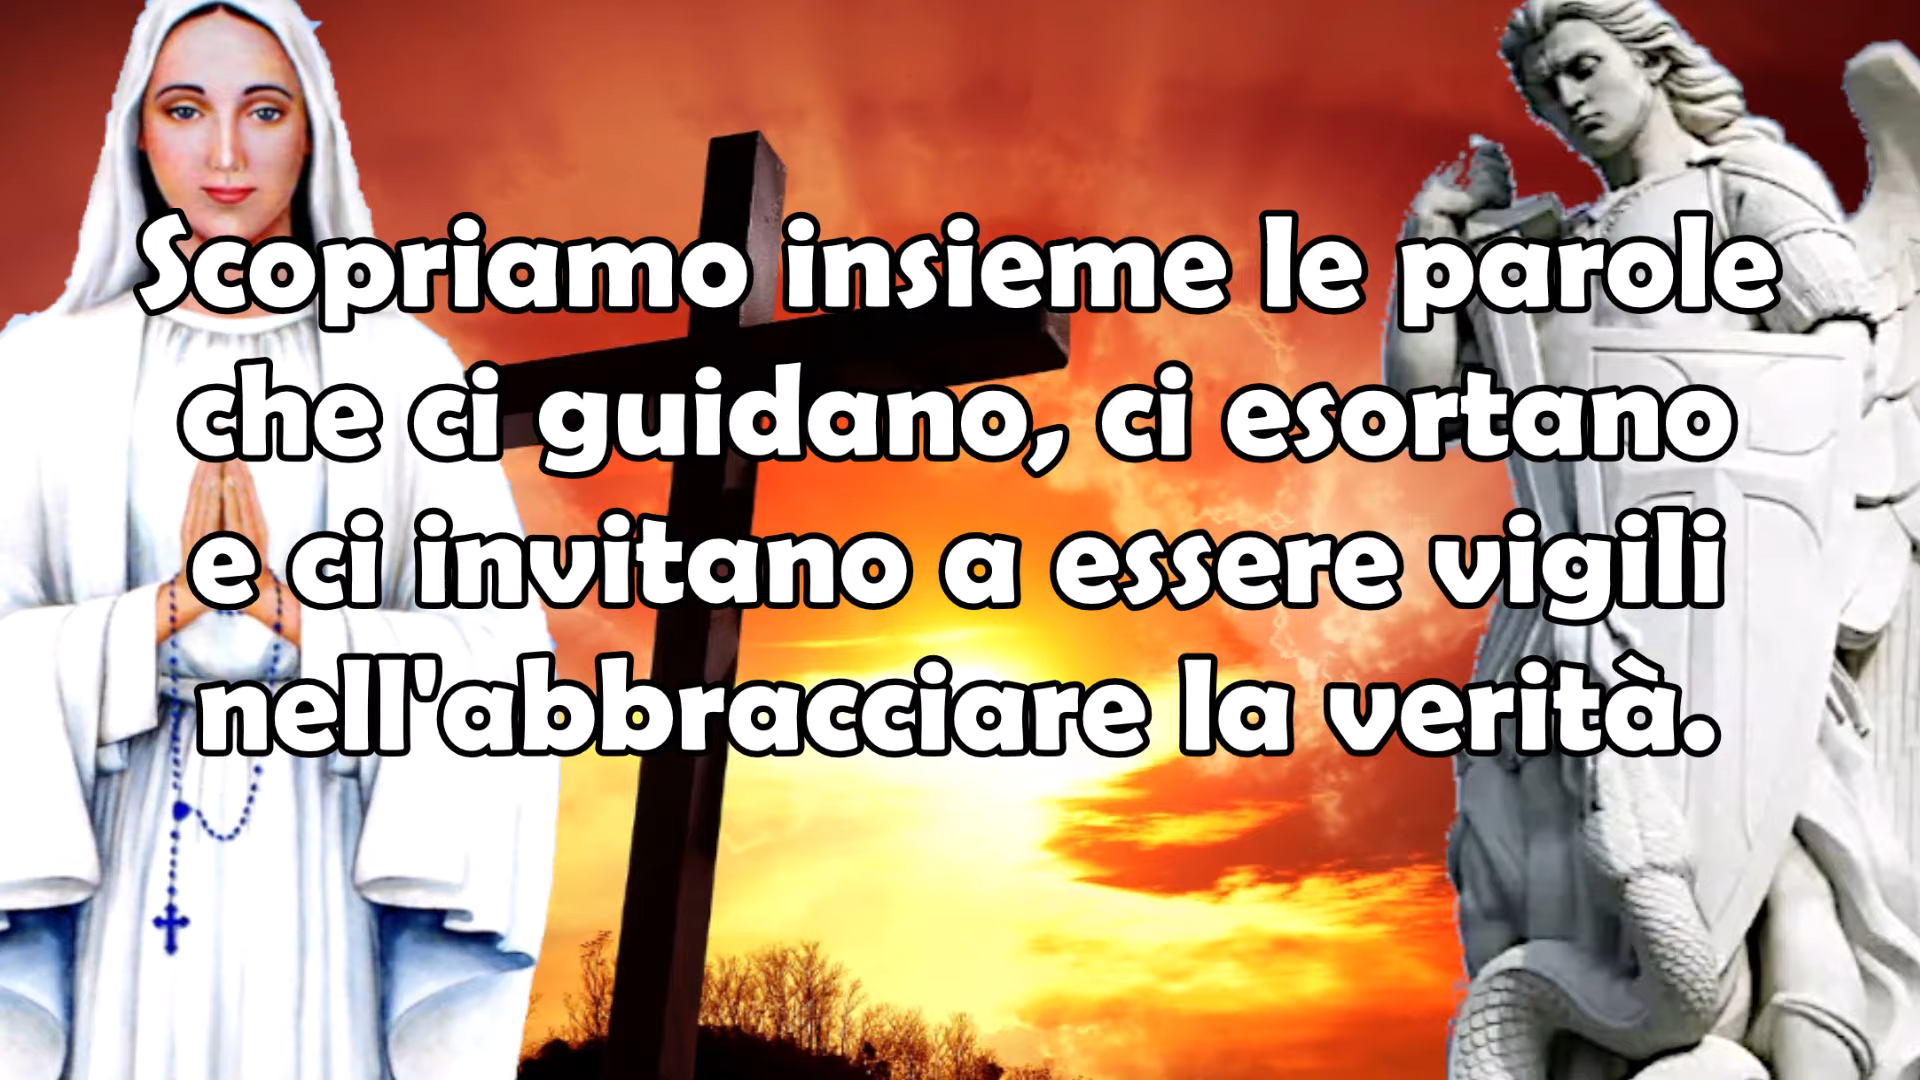 Scopriamo insieme le parole
che ci guidano, ci esortano
e ci invitano a essere vigili
nell'abbracciare la verità.